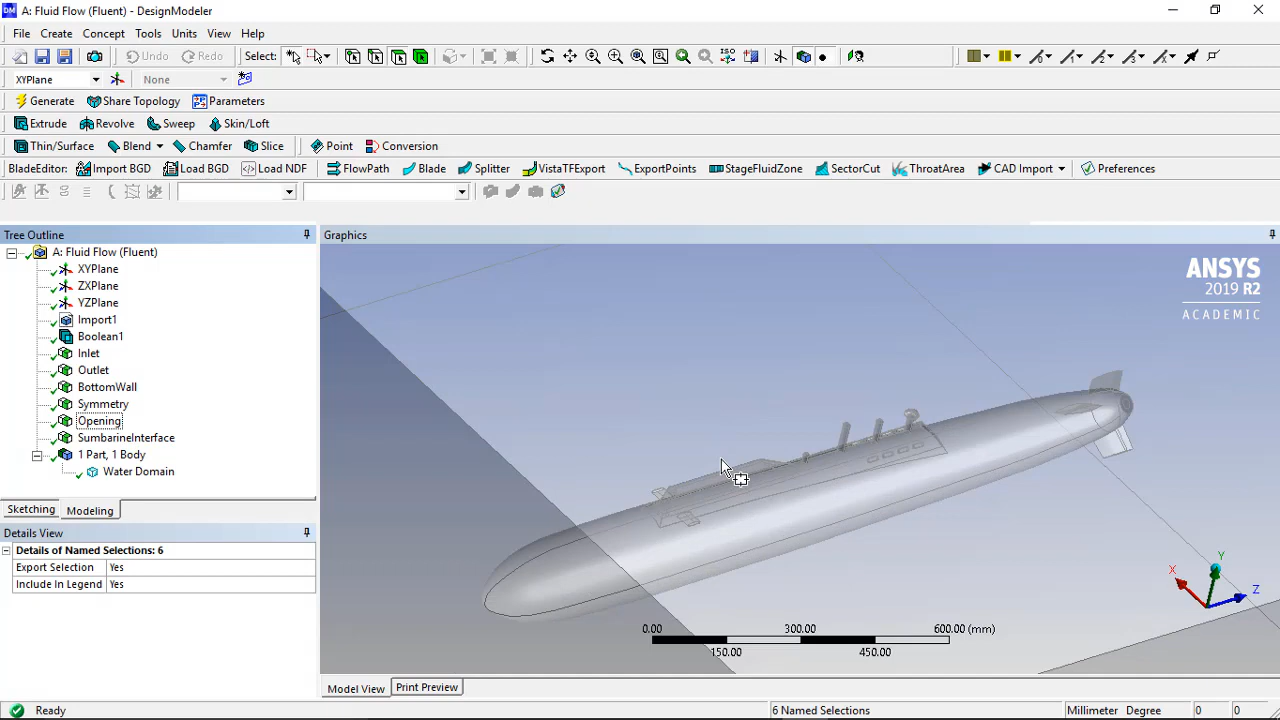 A: Fluid Flow (Fluent) - DesignModeler
File Create Concept Tools Units View Help
Undo Redo Select: ISO
XYPlane None
Generate Share Topology Parameters
Extrude Revolve Sweep Skin/Loft
Thin/Surface Blend Chamfer Slice Point Conversion
BladeEditor: Import BGD Load BGD Load NDF FlowPath Blade Splitter VistaTFExport ExportPoints StageFluidZone SectorCut ThroatArea CAD Import Preferences
Tree Outline
A: Fluid Flow (Fluent)
XYPlane
ZXPlane
YZPlane
Import1
Boolean1
Inlet
Outlet
BottomWall
Symmetry
Opening
SumbarineInterface
1 Part, 1 Body
Water Domain
Sketching Modeling
Details View
Details of Named Selections: 6
Export Selection Yes
Include In Legend Yes
Graphics
ANSYS
2019 R2
ACADEMIC
X Y Z
0.00 300.00 600.00 (mm)
150.00 450.00
Model View Print Preview
Ready 6 Named Selections Millimeter Degree 0 0